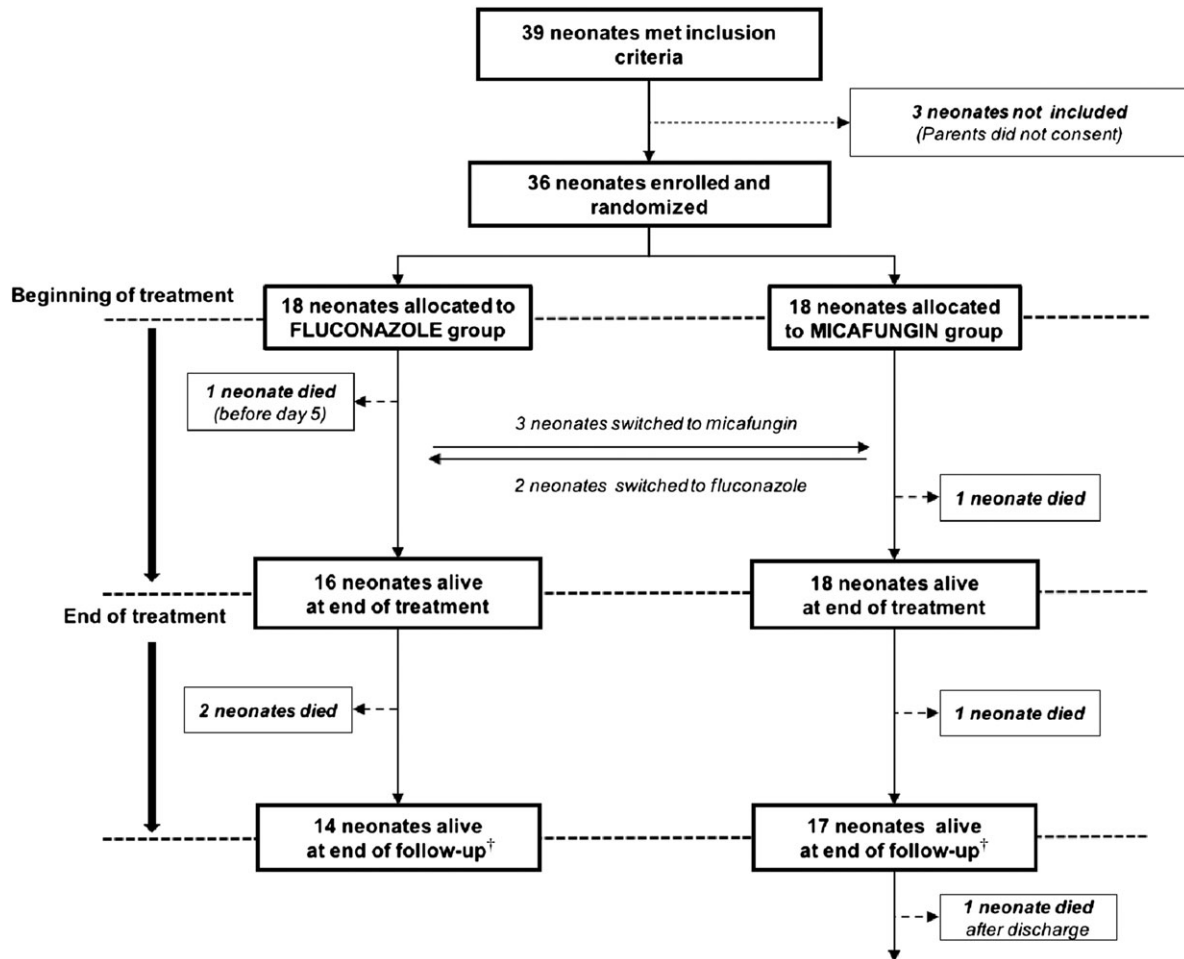 39 neonates met inclusion
criteria
3 neonates not included
(Parents did not consent)
36 neonates enrolled and
randomized
Beginning of treatment
18 neonates allocated to
FLUCONAZOLE group
18 neonates allocated
to MICAFUNGIN group
1 neonate died
(before day 5)
3 neonates switched to micafungin
2 neonates switched to fluconazole
1 neonate died
16 neonates alive
at end of treatment
18 neonates alive
at end of treatment
End of treatment
2 neonates died
1 neonate died
14 neonates alive
at end of follow-up†
17 neonates alive
at end of follow-up†
1 neonate died
after discharge